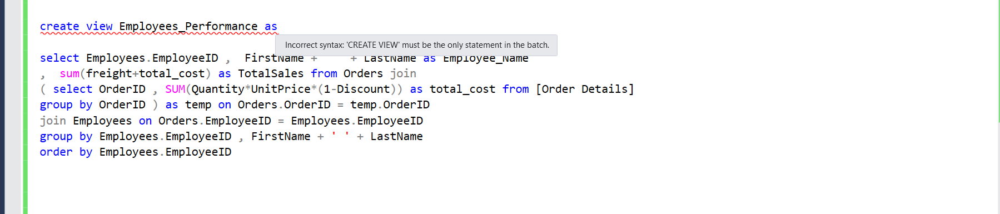 create view Employees_Performance as
Incorrect syntax: 'CREATE VIEW' must be the only statement in the batch.
select Employees.EmployeeID ,  FirstName +     + LastName as Employee_Name
,  sum(freight+total_cost) as TotalSales from Orders join
( select OrderID , SUM(Quantity*UnitPrice*(1-Discount)) as total_cost from [Order Details]
group by OrderID ) as temp on Orders.OrderID = temp.OrderID
join Employees on Orders.EmployeeID = Employees.EmployeeID
group by Employees.EmployeeID , FirstName + ' ' + LastName
order by Employees.EmployeeID